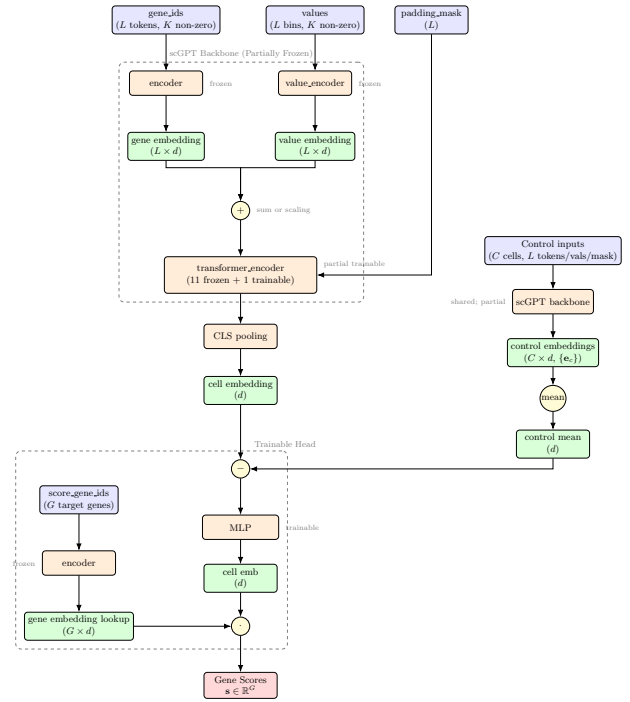 gene_ids
(L tokens, K non-zero)
values
(L bins, K non-zero)
padding_mask
(L)
scGPT Backbone (Partially Frozen)
encoder
frozen
value_encoder
frozen
gene embedding
(L × d)
value embedding
(L × d)
+
sum or scaling
transformer_encoder
(11 frozen + 1 trainable)
partial trainable
Control inputs
(C cells, L tokens/vals/mask)
shared; partial
scGPT backbone
CLS pooling
control embeddings
(C × d, {e_c})
cell embedding
(d)
mean
control mean
(d)
Trainable Head
−
score_gene_ids
(G target genes)
MLP
trainable
frozen
encoder
cell emb
(d)
gene embedding lookup
(G × d)
·
Gene Scores
s ∈ ℝ^G